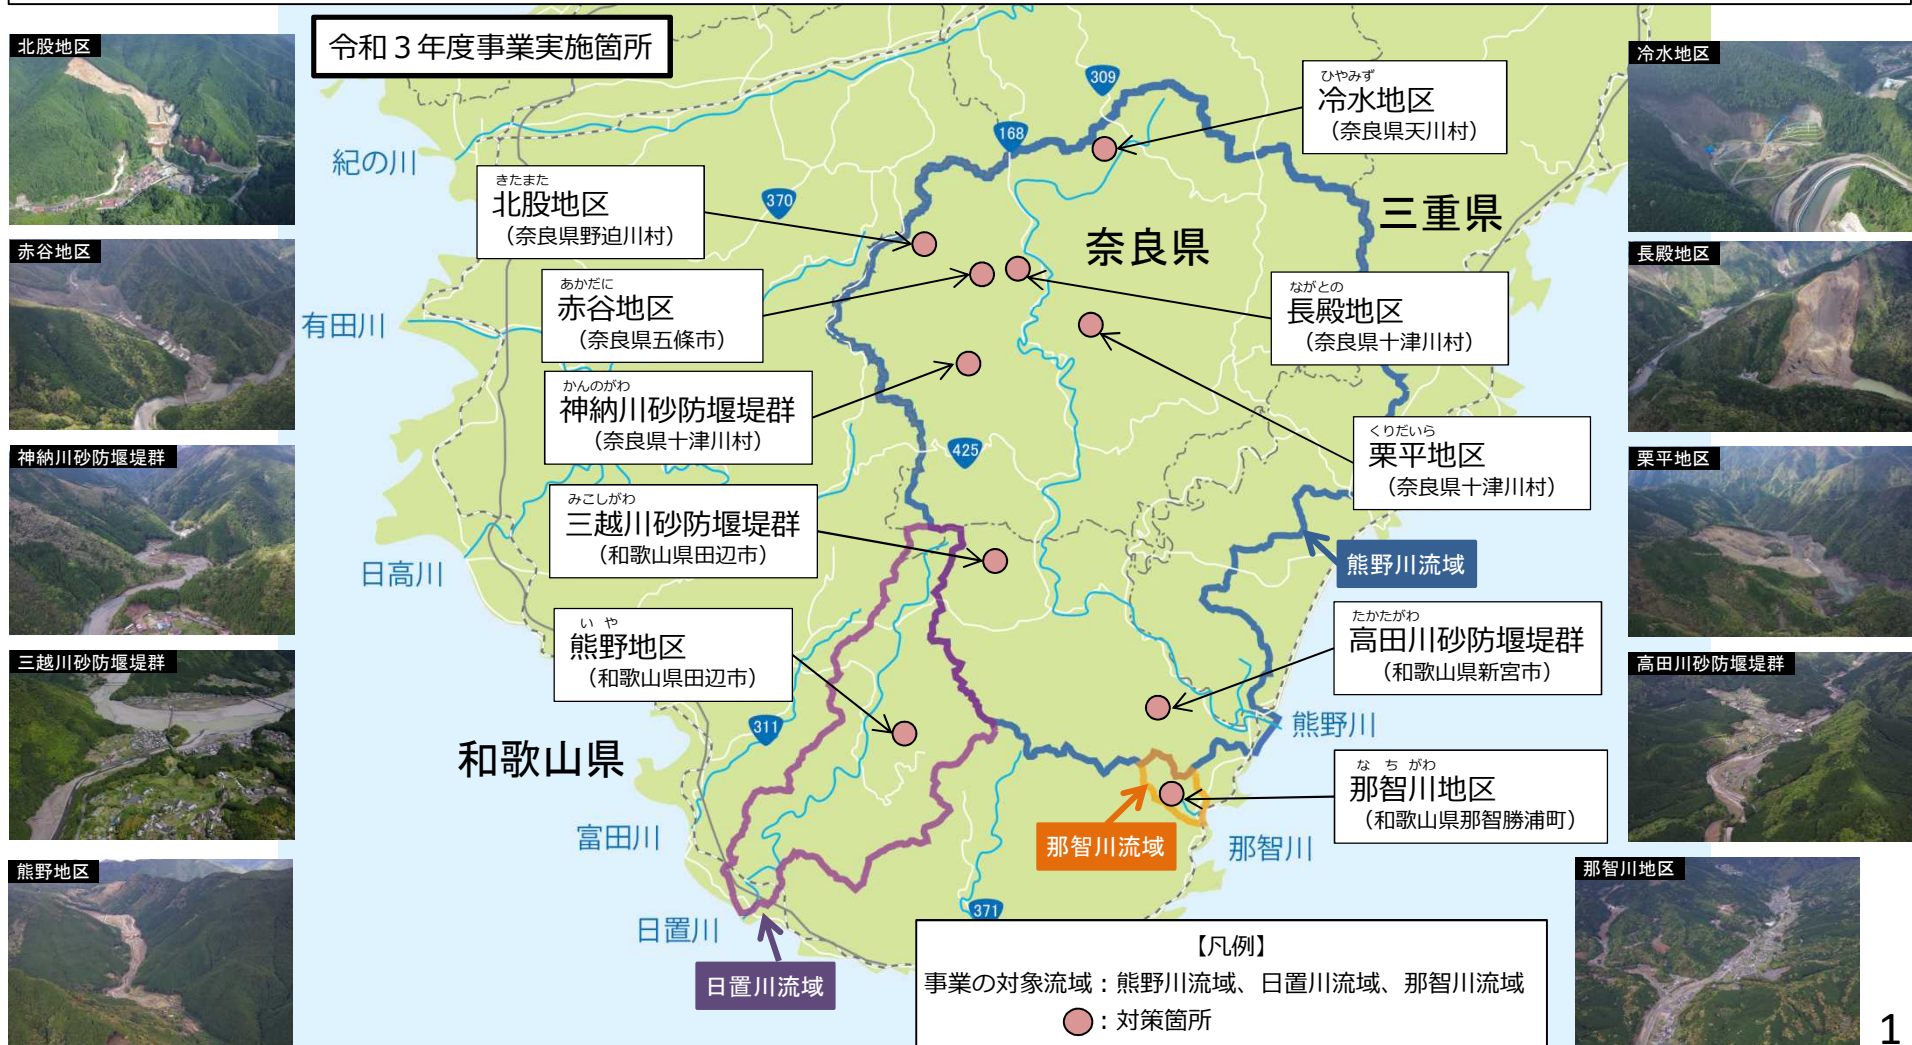 令和３年度事業実施箇所
北股地区
赤谷地区
神納川砂防堰堤群
三越川砂防堰堤群
熊野地区
紀の川
有田川
日高川
富田川
日置川
和歌山県
きたまた
北股地区
（奈良県野迫川村）
あかだに
赤谷地区
（奈良県五條市）
かんのがわ
神納川砂防堰堤群
（奈良県十津川村）
みこしがわ
三越川砂防堰堤群
（和歌山県田辺市）
いや
熊野地区
（和歌山県田辺市）
309
168
370
425
311
371
奈良県
三重県
ひやみず
冷水地区
（奈良県天川村）
ながとの
長殿地区
（奈良県十津川村）
くりだいら
栗平地区
（奈良県十津川村）
熊野川流域
たかたがわ
高田川砂防堰堤群
（和歌山県新宮市）
熊野川
な ち がわ
那智川地区
（和歌山県那智勝浦町）
那智川流域
那智川
日置川流域
【凡例】
事業の対象流域：熊野川流域、日置川流域、那智川流域
：対策箇所
冷水地区
長殿地区
栗平地区
高田川砂防堰堤群
那智川地区
1